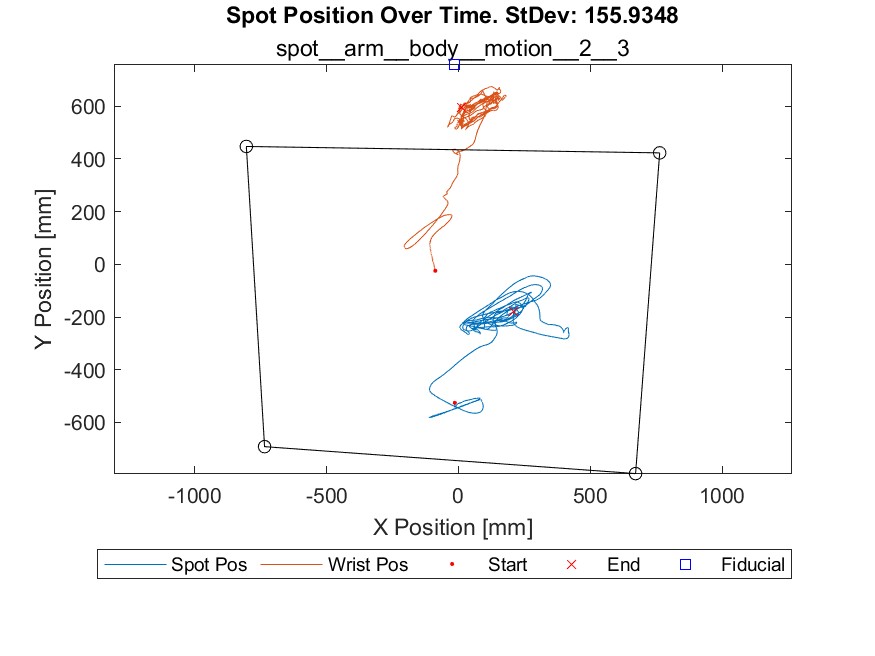 Spot Position Over Time. StDev: 155.9348
spot__arm__body__motion__2__3
600
400
200
0
-200
-400
-600
Y Position [mm]
-1000 -500 0 500 1000
X Position [mm]
Spot Pos Wrist Pos Start End Fiducial